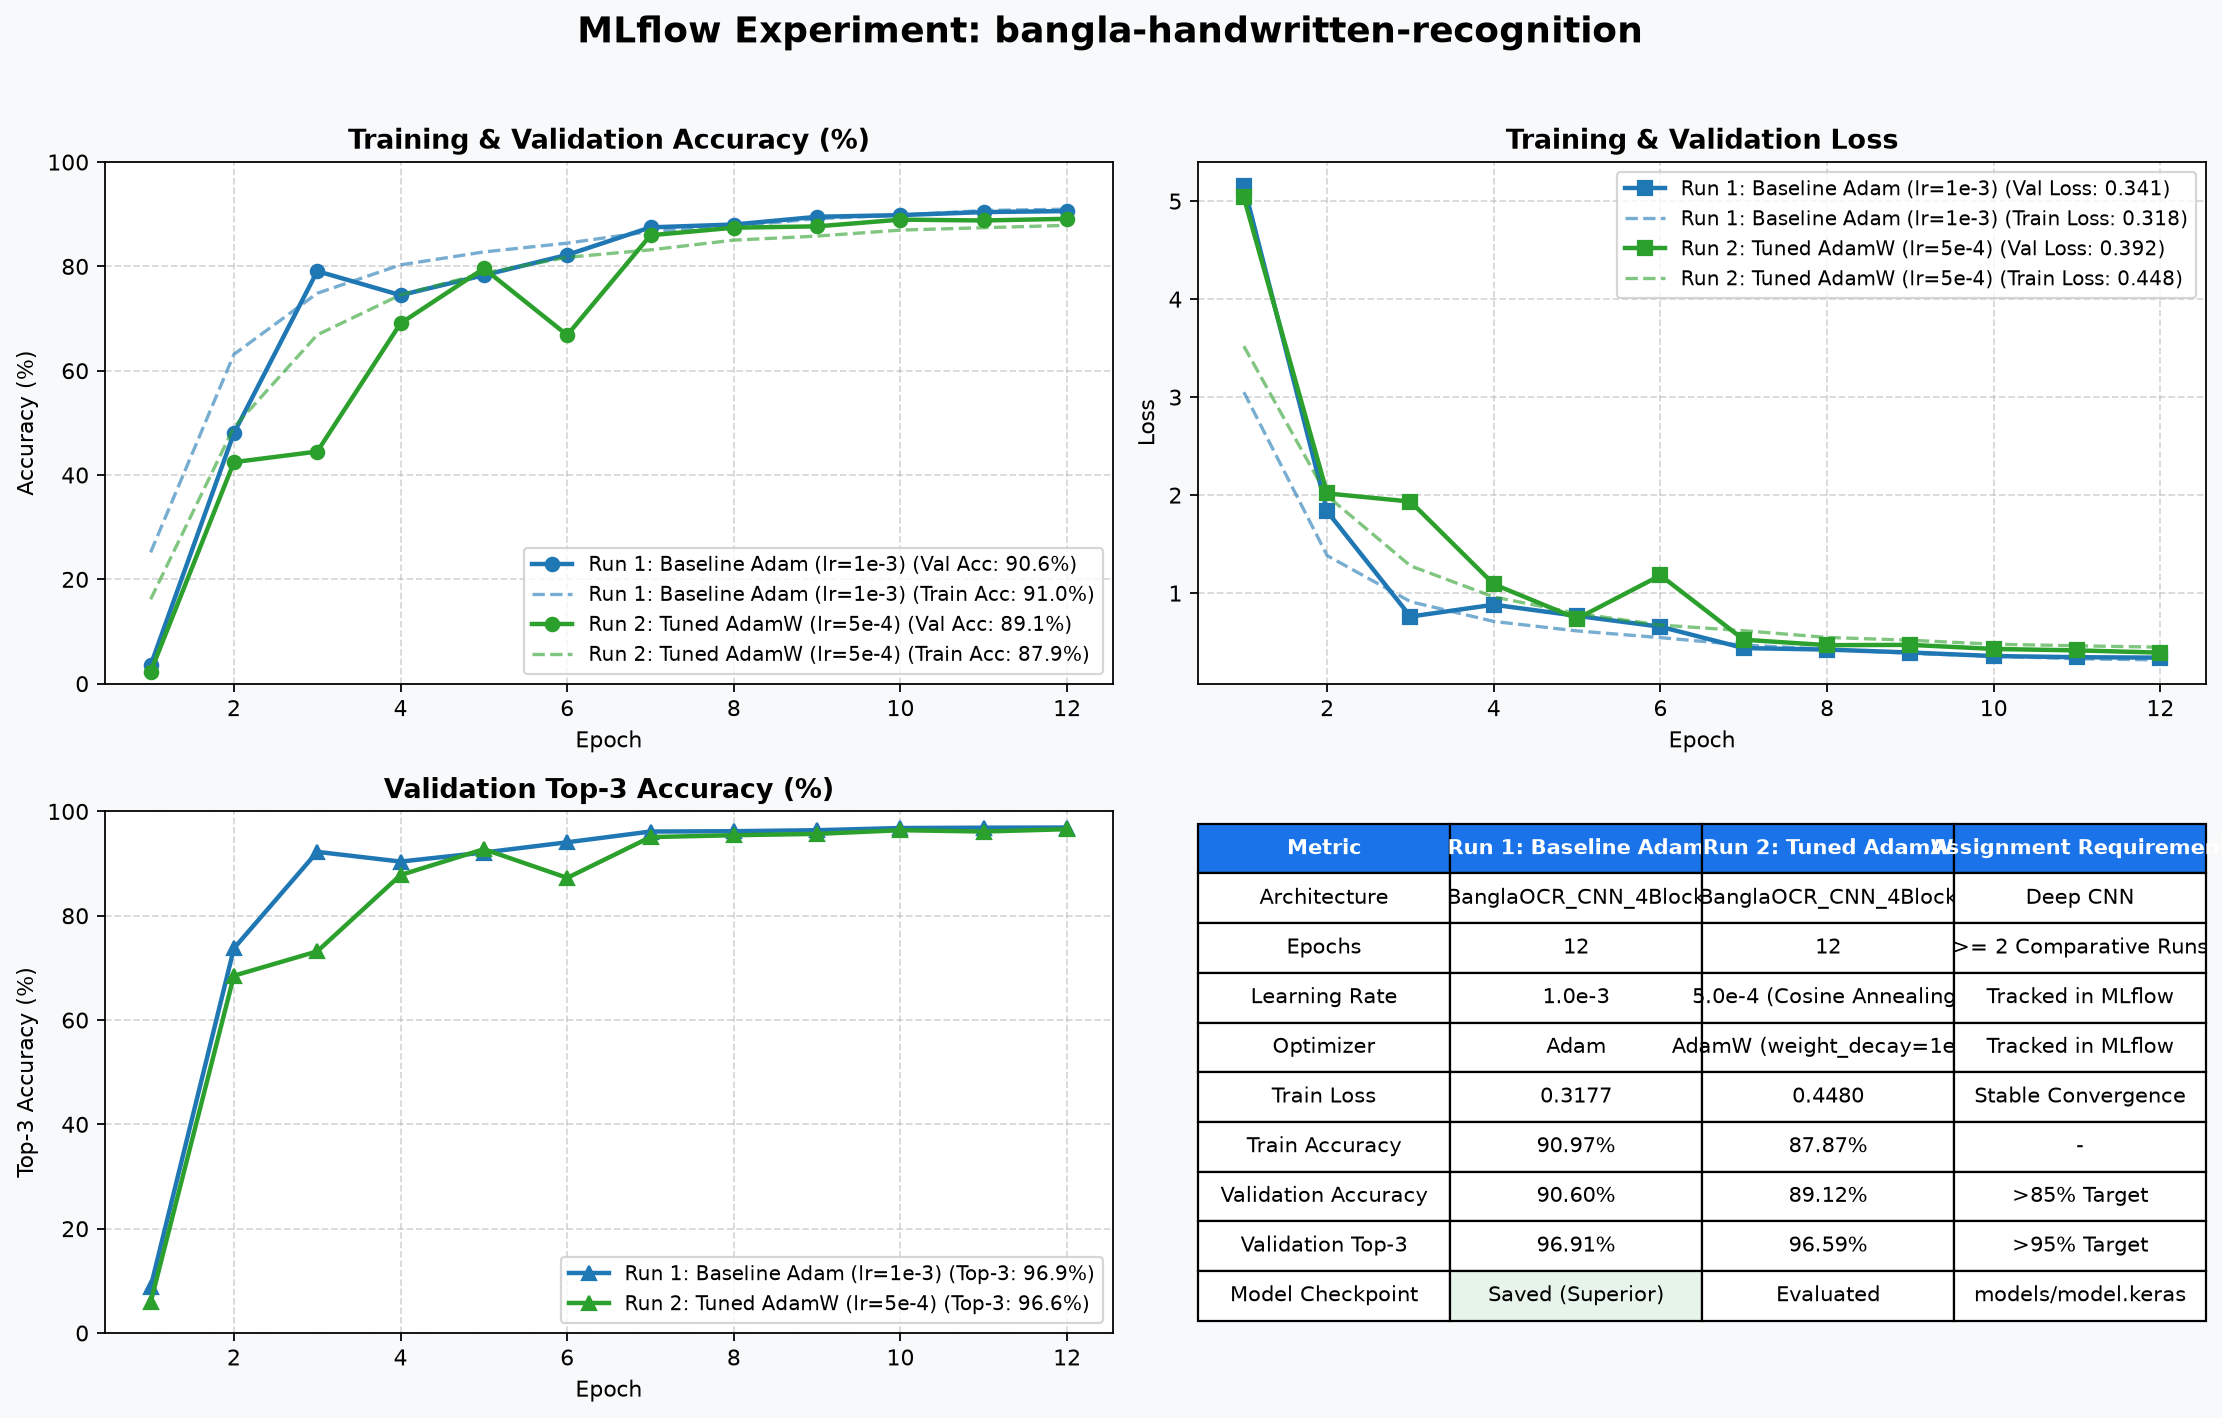 MLflow Experiment: bangla-handwritten-recognition
Training & Validation Accuracy (%)
100
80
60
40
20
0
Accuracy (%)
2 4 6 8 10 12
Epoch
Run 1: Baseline Adam (lr=1e-3) (Val Acc: 90.6%)
Run 1: Baseline Adam (lr=1e-3) (Train Acc: 91.0%)
Run 2: Tuned AdamW (lr=5e-4) (Val Acc: 89.1%)
Run 2: Tuned AdamW (lr=5e-4) (Train Acc: 87.9%)
Training & Validation Loss
5
4
3
2
1
Loss
2 4 6 8 10 12
Epoch
Run 1: Baseline Adam (lr=1e-3) (Val Loss: 0.341)
Run 1: Baseline Adam (lr=1e-3) (Train Loss: 0.318)
Run 2: Tuned AdamW (lr=5e-4) (Val Loss: 0.392)
Run 2: Tuned AdamW (lr=5e-4) (Train Loss: 0.448)
Validation Top-3 Accuracy (%)
100
80
60
40
20
0
Top-3 Accuracy (%)
2 4 6 8 10 12
Epoch
Run 1: Baseline Adam (lr=1e-3) (Top-3: 96.9%)
Run 2: Tuned AdamW (lr=5e-4) (Top-3: 96.6%)
Metric Run 1: Baseline Adam Run 2: Tuned AdamW Assignment Requiremen
Architecture BanglaOCR_CNN_4Block BanglaOCR_CNN_4Block Deep CNN
Epochs 12 12 >= 2 Comparative Runs
Learning Rate 1.0e-3 5.0e-4 (Cosine Annealing Tracked in MLflow
Optimizer Adam AdamW (weight_decay=1e Tracked in MLflow
Train Loss 0.3177 0.4480 Stable Convergence
Train Accuracy 90.97% 87.87% -
Validation Accuracy 90.60% 89.12% >85% Target
Validation Top-3 96.91% 96.59% >95% Target
Model Checkpoint Saved (Superior) Evaluated models/model.keras